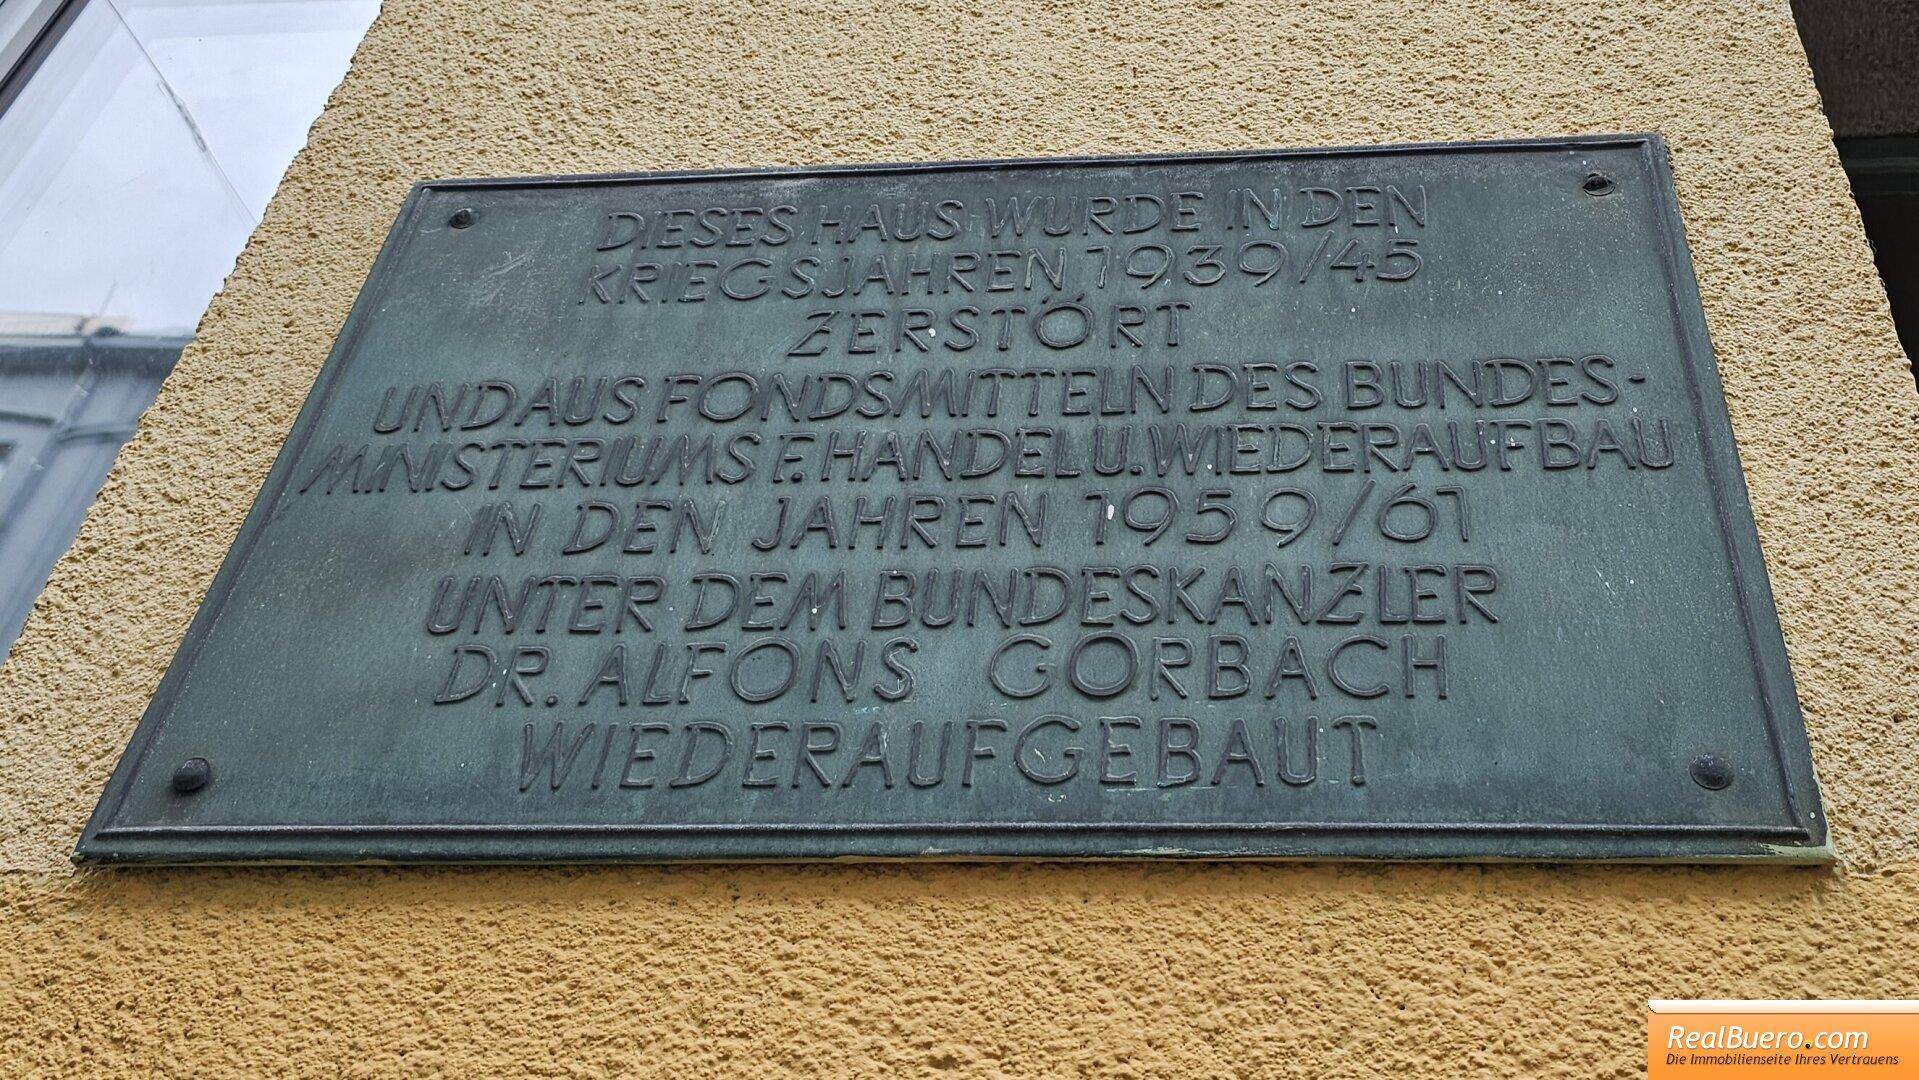 DIESES HAUS WURDE IN DEN
KRIEGSJAHREN 1939/45
ZERSTÖRT
UND AUS FONDSMITTELN DES BUNDES-
MINISTERIUMS F. HANDEL U. WIEDERAUFBAU
IN DEN JAHREN 1959/61
UNTER DEM BUNDESKANZLER
DR. ALFONS GORBACH
WIEDERAUFGEBAUT
RealBuero.com
Die Immobilienseite Ihres Vertrauens